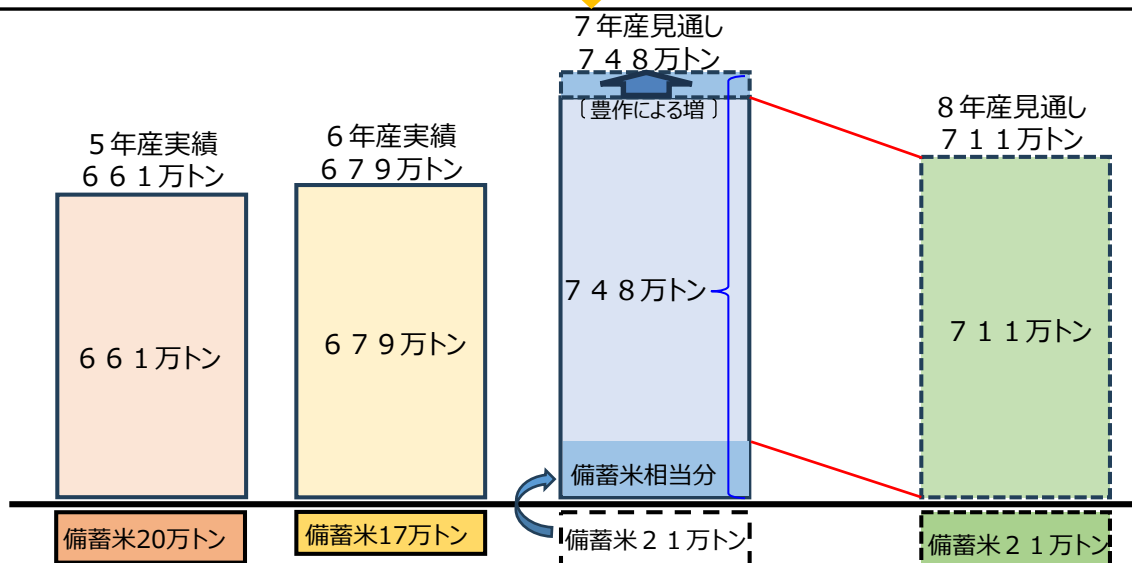 ５年産実績
６６１万トン
６６１万トン
備蓄米20万トン
６年産実績
６７９万トン
６７９万トン
備蓄米17万トン
７年産見通し
７４８万トン
〔豊作による増〕
７４８万トン
備蓄米相当分
備蓄米２１万トン
８年産見通し
７１１万トン
７１１万トン
備蓄米２１万トン